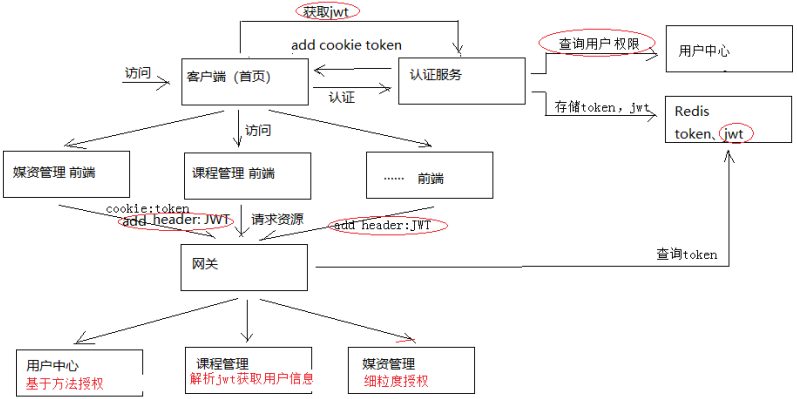 获取jwt
add cookie token
查询用户 权限
用户中心
访问
客户端（首页）
认证服务
认证
存储token，jwt
Redis
token、jwt
访问
媒资管理 前端
课程管理 前端
…… 前端
cookie:token
add header: JWT
请求资源
add header:JWT
网关
查询token
用户中心
基于方法授权
课程管理
解析jwt获取用户信息
媒资管理
细粒度授权